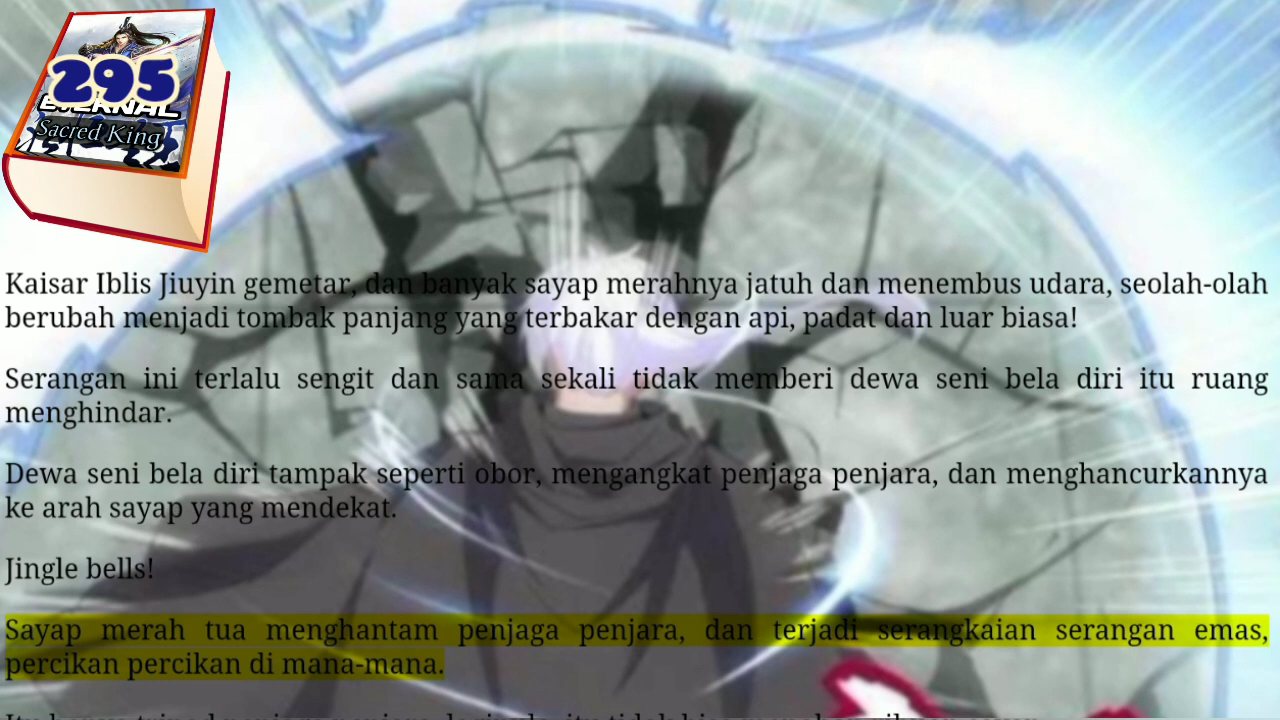 295
ETERNAL
Sacred King
Kaisar Iblis Jiuyin gemetar, dan banyak sayap merahnya jatuh dan menembus udara, seolah-olah
berubah menjadi tombak panjang yang terbakar dengan api, padat dan luar biasa!
Serangan ini terlalu sengit dan sama sekali tidak memberi dewa seni bela diri itu ruang
menghindar.
Dewa seni bela diri tampak seperti obor, mengangkat penjaga penjara, dan menghancurkannya
ke arah sayap yang mendekat.
Jingle bells!
Sayap merah tua menghantam penjaga penjara, dan terjadi serangkaian serangan emas,
percikan percikan di mana-mana.